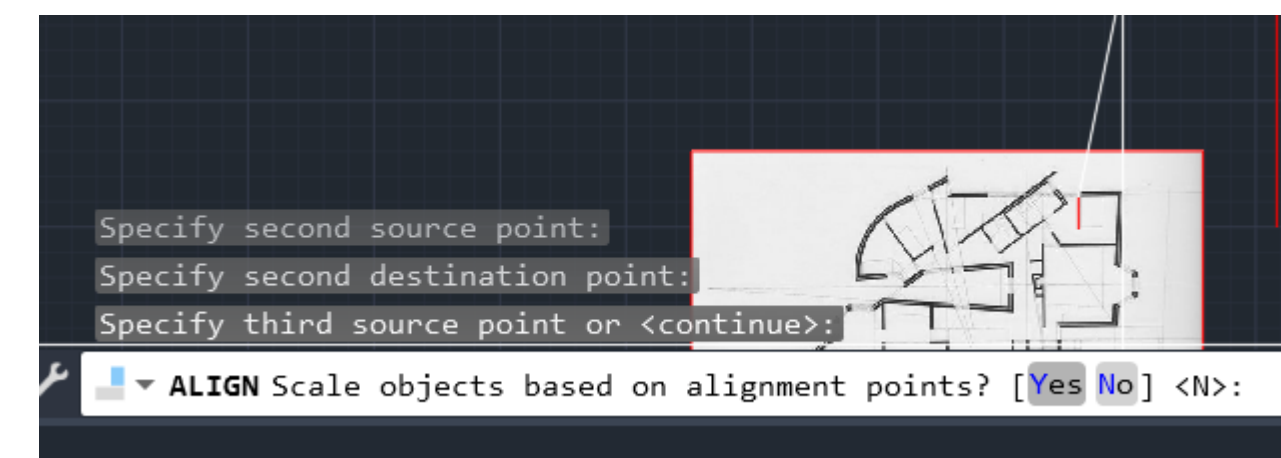 Specify second source point:
Specify second destination point:
Specify third source point or <continue>:
ALIGN Scale objects based on alignment points? [Yes No] <N>: